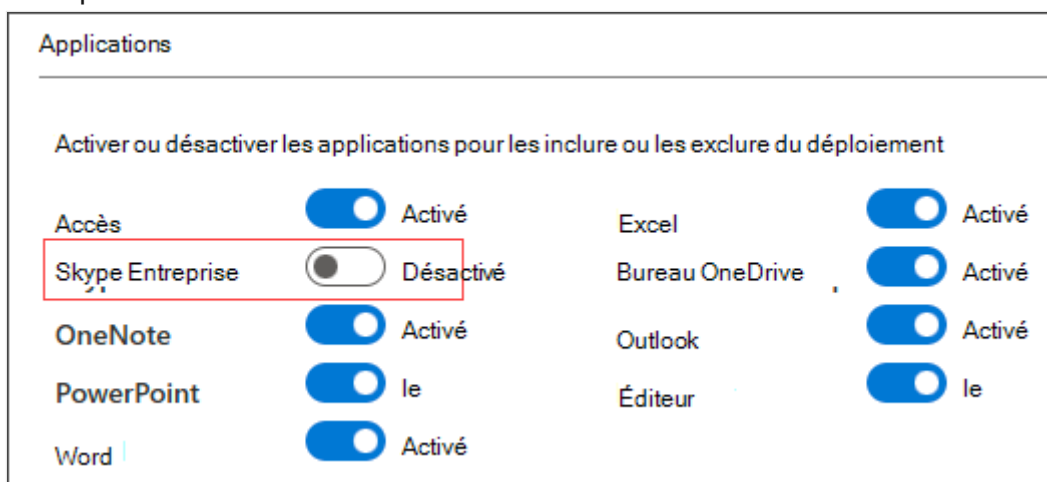 Applications
Activer ou désactiver les applications pour les inclure ou les exclure du déploiement
Accès Activé Excel Activé
Skype Entreprise Désactivé Bureau OneDrive Activé
OneNote Activé Outlook Activé
PowerPoint le Éditeur le
Word Activé